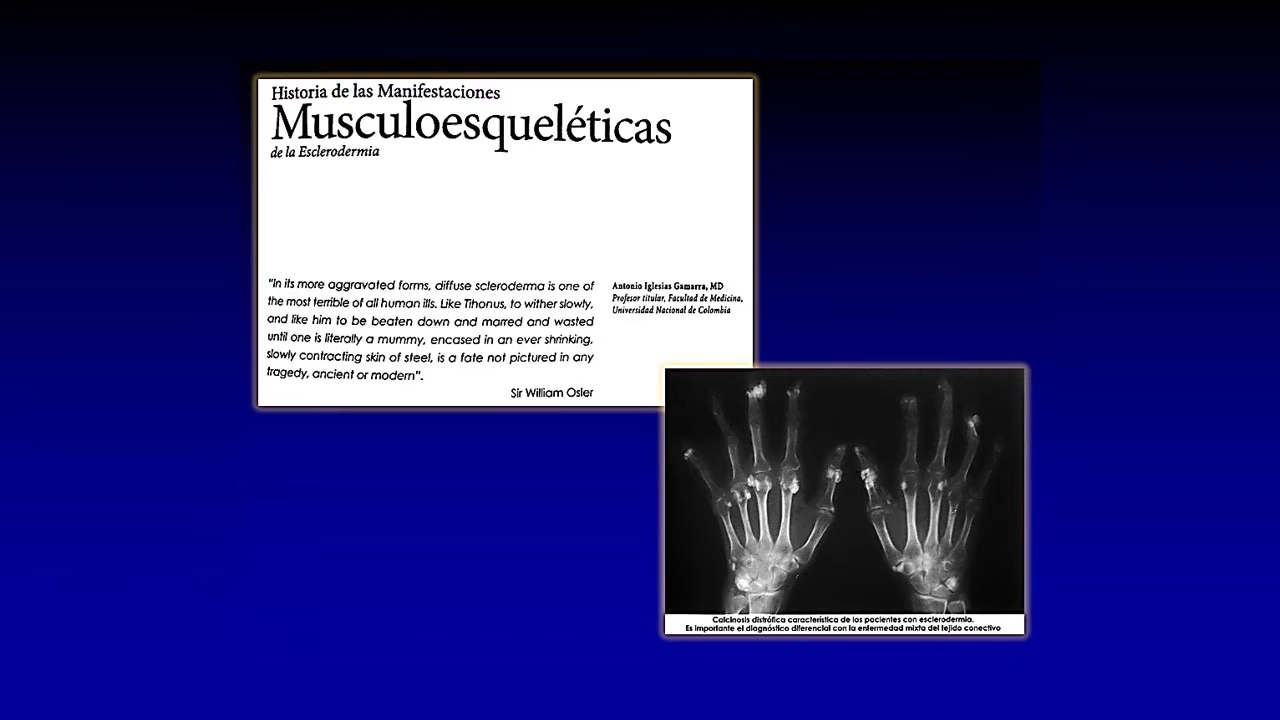 Historia de las Manifestaciones
Musculoesqueléticas
de la Esclerodermia
"In its more aggravated forms, diffuse scleroderma is one of
the most terrible of all human ills. Like Tihonus, to wither slowly,
and like him to be beaten down and marred and wasted
until one is literally a mummy, encased in an ever shrinking,
slowly contracting skin of steel, is a fate not pictured in any
tragedy, ancient or modern".
Sir William Osler
Antonio Iglesias Gamarra, MD
Profesor titular, Facultad de Medicina,
Universidad Nacional de Colombia
Calcinosis distrófica característica de los pacientes con esclerodermia.
Es importante el diagnóstico diferencial con la enfermedad mixta del tejido conectivo